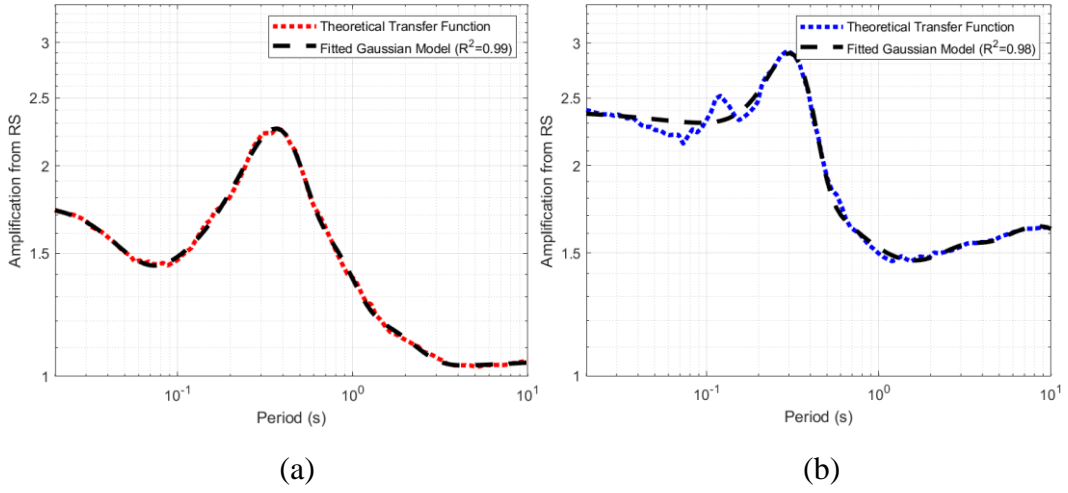 Theoretical Transfer Function
Fitted Gaussian Model (R²=0.99)
3
2.5
2
1.5
1
Amplification from RS
10⁻¹
10⁰
10¹
Period (s)
(a)
Theoretical Transfer Function
Fitted Gaussian Model (R²=0.98)
3
2.5
2
1.5
1
Amplification from RS
10⁻¹
10⁰
10¹
Period (s)
(b)